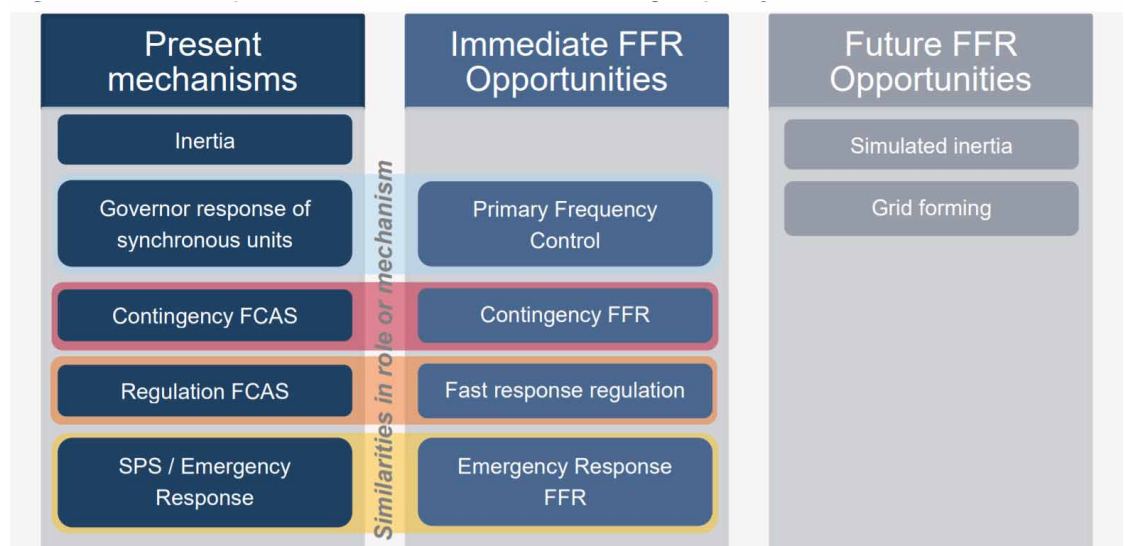 Present
mechanisms
Inertia
Governor response of
synchronous units
Contingency FCAS
Regulation FCAS
SPS / Emergency
Response
Similarities in role or mechanism
Immediate FFR
Opportunities
Primary Frequency
Control
Contingency FFR
Fast response regulation
Emergency Response
FFR
Future FFR
Opportunities
Simulated inertia
Grid forming